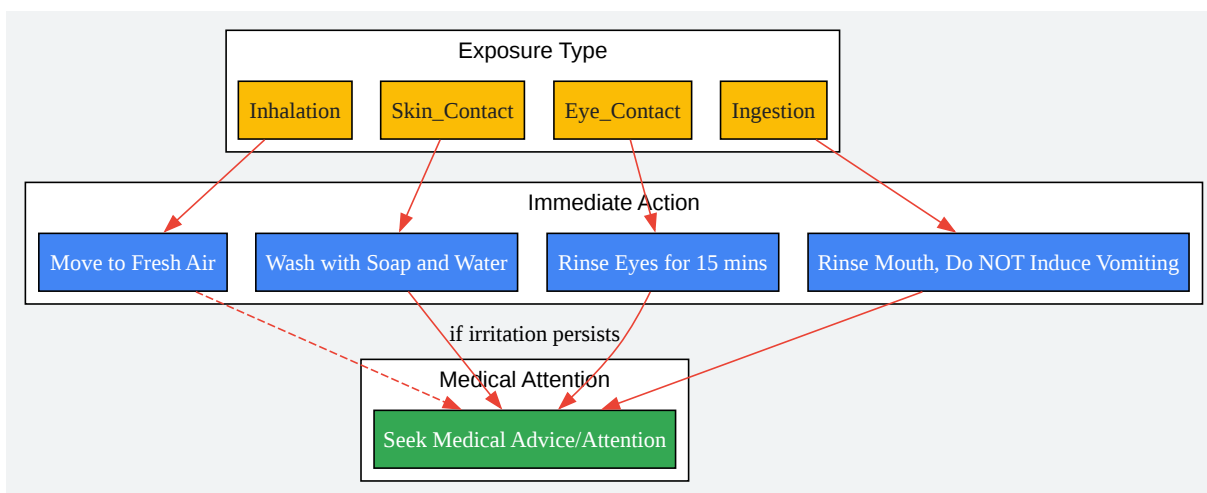 Exposure Type
Inhalation
Skin_Contact
Eye_Contact
Ingestion
Immediate Action
Move to Fresh Air
Wash with Soap and Water
Rinse Eyes for 15 mins
Rinse Mouth, Do NOT Induce Vomiting
if irritation persists
Medical Attention
Seek Medical Advice/Attention